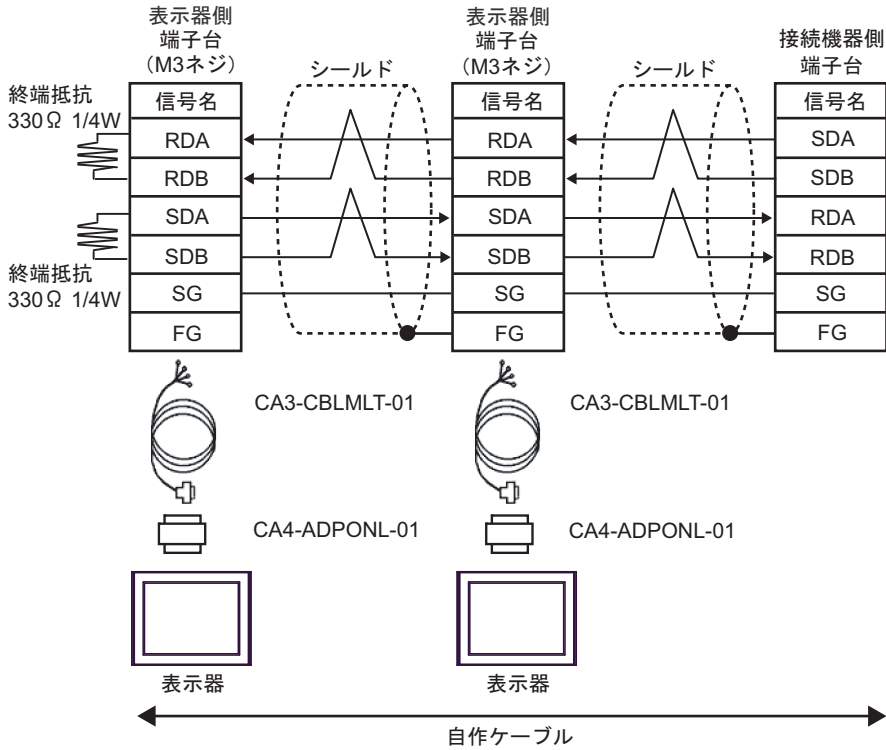 表示器側
端子台
（M3ネジ）
表示器側
端子台
（M3ネジ）
接続機器側
端子台
シールド
シールド
終端抵抗
330Ω 1/4W
終端抵抗
330Ω 1/4W
信号名
RDA
RDB
SDA
SDB
SG
FG
信号名
RDA
RDB
SDA
SDB
SG
FG
信号名
SDA
SDB
RDA
RDB
SG
FG
CA3-CBLMLT-01
CA3-CBLMLT-01
CA4-ADPONL-01
CA4-ADPONL-01
表示器
表示器
自作ケーブル